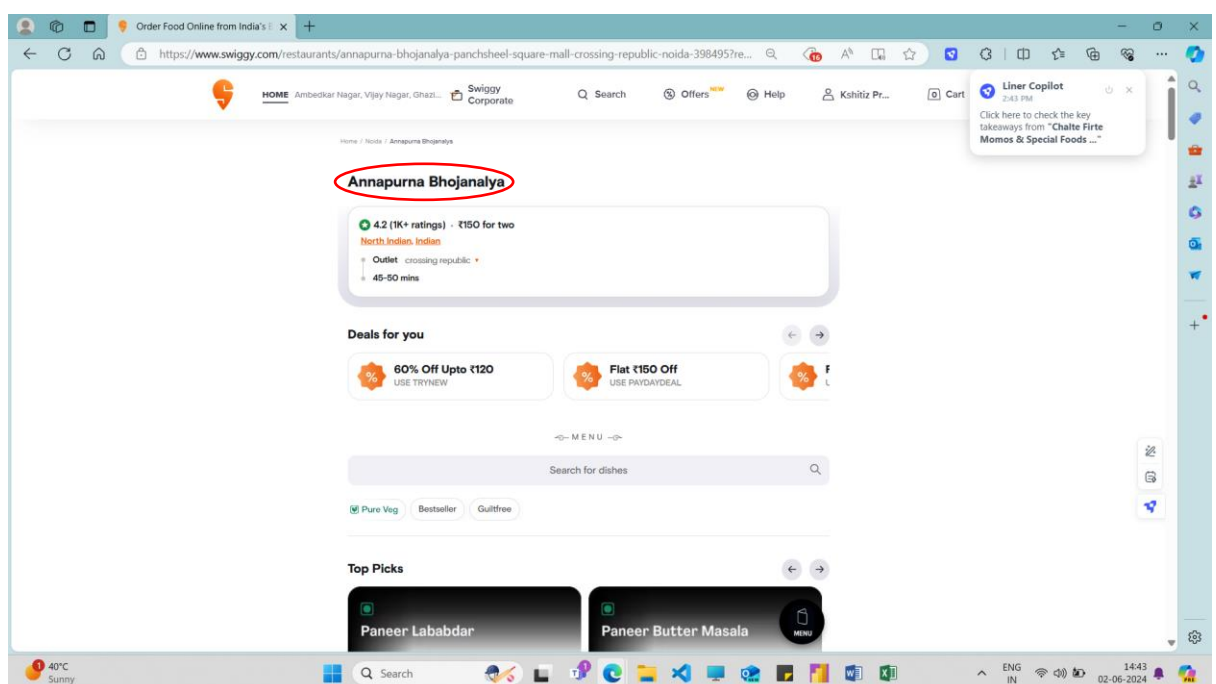 Order Food Online from India's B
https://www.swiggy.com/restaurants/annapurna-bhojanalya-panchsheel-square-mall-crossing-republic-noida-398495?re...
16
HOME Ambedkar Nagar, Vijay Nagar, Ghazi...
Swiggy
Corporate
Search
Offers NEW
Help
Kshitiz Pr...
0 Cart
Liner Copilot
2:43 PM
Click here to check the key
takeaways from "Chalte Firte
Momos & Special Foods ..."
Home / Noida / Annapurna Bhojanalya
Annapurna Bhojanalya
4.2 (1K+ ratings) · ₹150 for two
North Indian, Indian
Outlet crossing republic
45-50 mins
Deals for you
60% Off Upto ₹120
USE TRYNEW
Flat ₹150 Off
USE PAYDAYDEAL
MENU
Search for dishes
Pure Veg
Bestseller
Guiltfree
Top Picks
Paneer Lababdar
Paneer Butter Masala
MENU
1
40°C
Sunny
Search
ENG
IN
14:43
02-06-2024